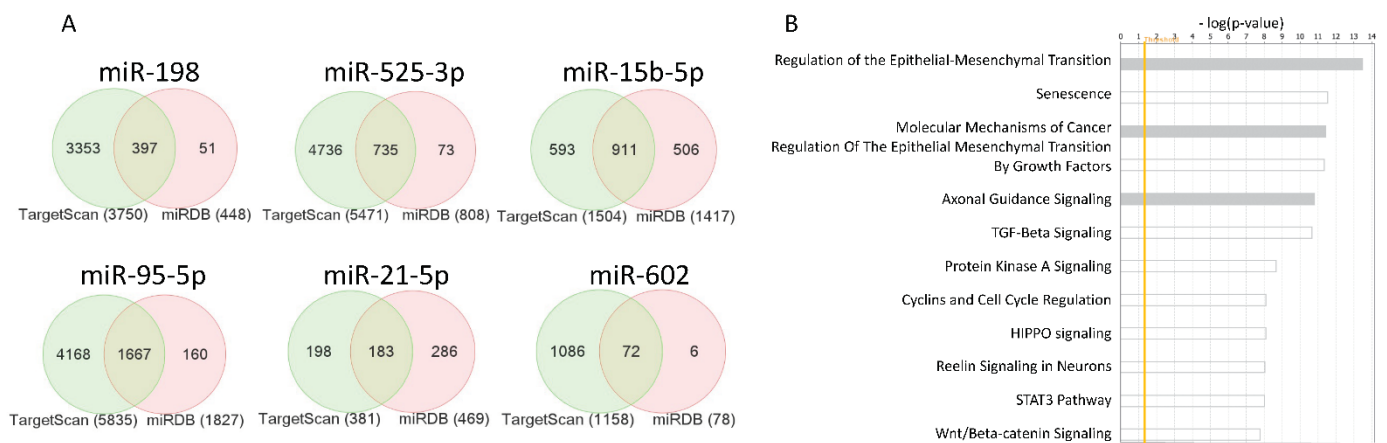 A
miR-198
3353
397
51
TargetScan (3750)
miRDB (448)
miR-525-3p
4736
735
73
TargetScan (5471)
miRDB (808)
miR-15b-5p
593
911
506
TargetScan (1504)
miRDB (1417)
miR-95-5p
4168
1667
160
TargetScan (5835)
miRDB (1827)
miR-21-5p
198
183
286
TargetScan (381)
miRDB (469)
miR-602
1086
72
6
TargetScan (1158)
miRDB (78)
B
- log(p-value)
0 1 2 3 4 5 6 7 8 9 10 11 12 13 14
Threshold
Regulation of the Epithelial-Mesenchymal Transition
Senescence
Molecular Mechanisms of Cancer
Regulation Of The Epithelial Mesenchymal Transition
By Growth Factors
Axonal Guidance Signaling
TGF-Beta Signaling
Protein Kinase A Signaling
Cyclins and Cell Cycle Regulation
HIPPO signaling
Reelin Signaling in Neurons
STAT3 Pathway
Wnt/Beta-catenin Signaling